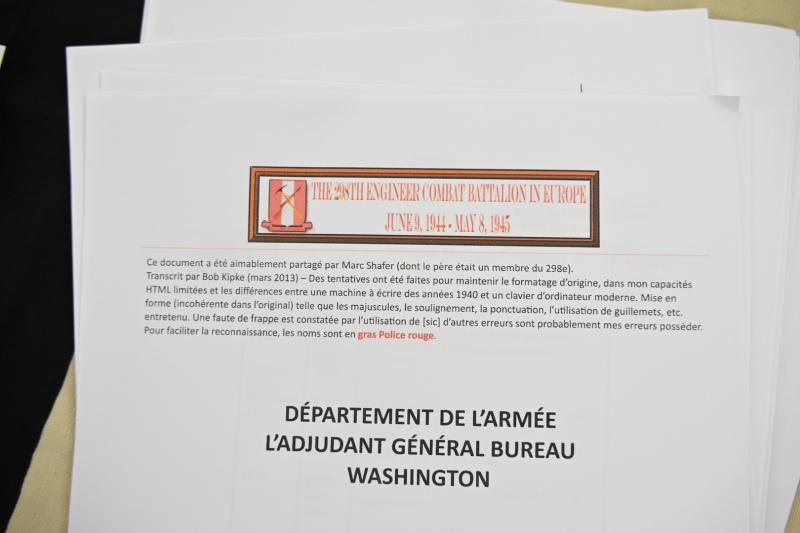 THE 298TH ENGINEER COMBAT BATTALION IN EUROPE
JUNE 9, 1944 - MAY 8, 1945
Ce document a été aimablement partagé par Marc Shafer (dont le père était un membre du 298e).
Transcrit par Bob Kipke (mars 2013) – Des tentatives ont été faites pour maintenir le formatage d’origine, dans mon capacités
HTML limitées et les différences entre une machine à écrire des années 1940 et un clavier d’ordinateur moderne. Mise en
forme (incohérente dans l’original) telle que les majuscules, le soulignement, la ponctuation, l’utilisation de guillemets, etc.
entretenu. Une faute de frappe est constatée par l’utilisation de [sic] d’autres erreurs sont probablement mes erreurs posséder.
Pour faciliter la reconnaissance, les noms sont en gras Police rouge.
DÉPARTEMENT DE L’ARMÉE
L’ADJUDANT GÉNÉRAL BUREAU
WASHINGTON